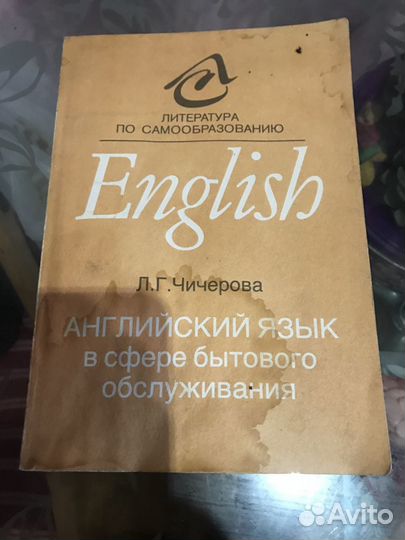 ЛИТЕРАТУРА
ПО САМООБРАЗОВАНИЮ
English
Л.Г.Чичерова
АНГЛИЙСКИЙ ЯЗЫК
в сфере бытового
обслуживания
Avito